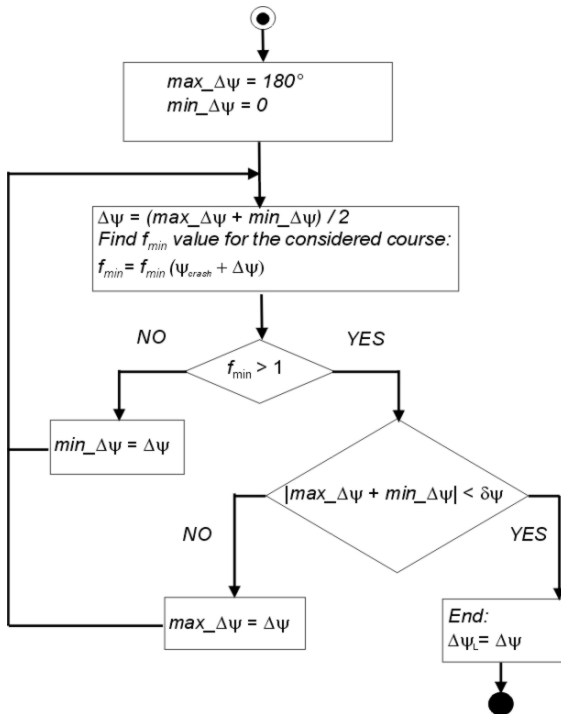 max_Δψ = 180°
min_Δψ = 0
Δψ = (max_Δψ + min_Δψ) / 2
Find fmin value for the considered course:
fmin= fmin (ψcrash + Δψ)
NO
YES
fmin > 1
min_Δψ = Δψ
|max_Δψ + min_Δψ| < δψ
NO
YES
max_Δψ = Δψ
End:
ΔψL= Δψ